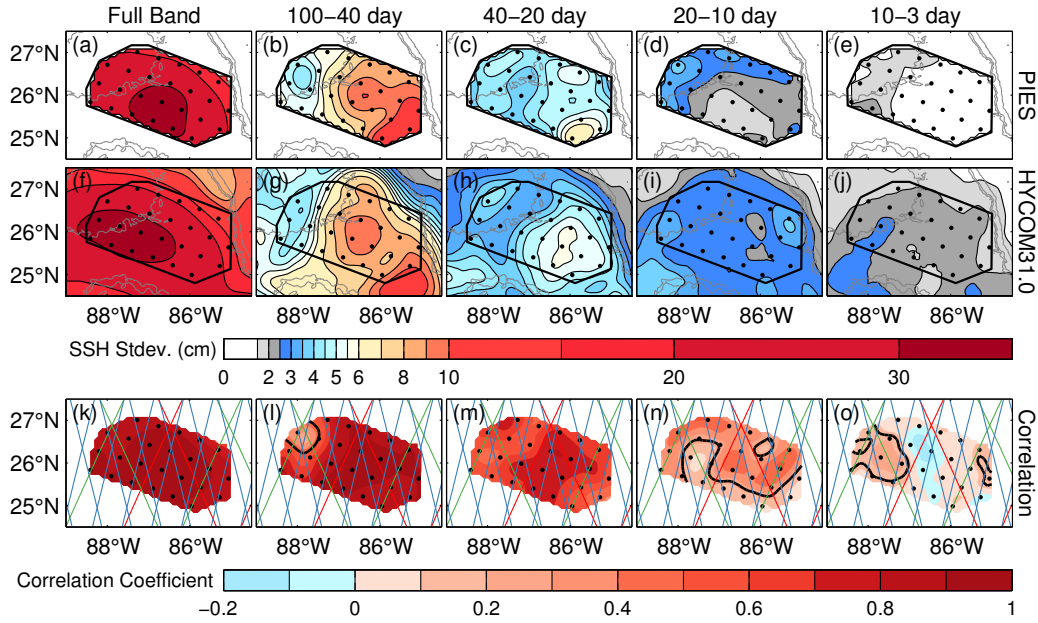 Full Band 100−40 day 40−20 day 20−10 day 10−3 day
(a) (b) (c) (d) (e)
27°N
26°N
25°N
PIES
(f) (g) (h) (i) (j)
27°N
26°N
25°N
HYCOM31.0
88°W 86°W 88°W 86°W 88°W 86°W 88°W 86°W 88°W 86°W
SSH Stdev. (cm)
0 2 3 4 5 6 8 10 20 30
(k) (l) (m) (n) (o)
27°N
26°N
25°N
Correlation
88°W 86°W 88°W 86°W 88°W 86°W 88°W 86°W 88°W 86°W
Correlation Coefficient
−0.2 0 0.2 0.4 0.6 0.8 1